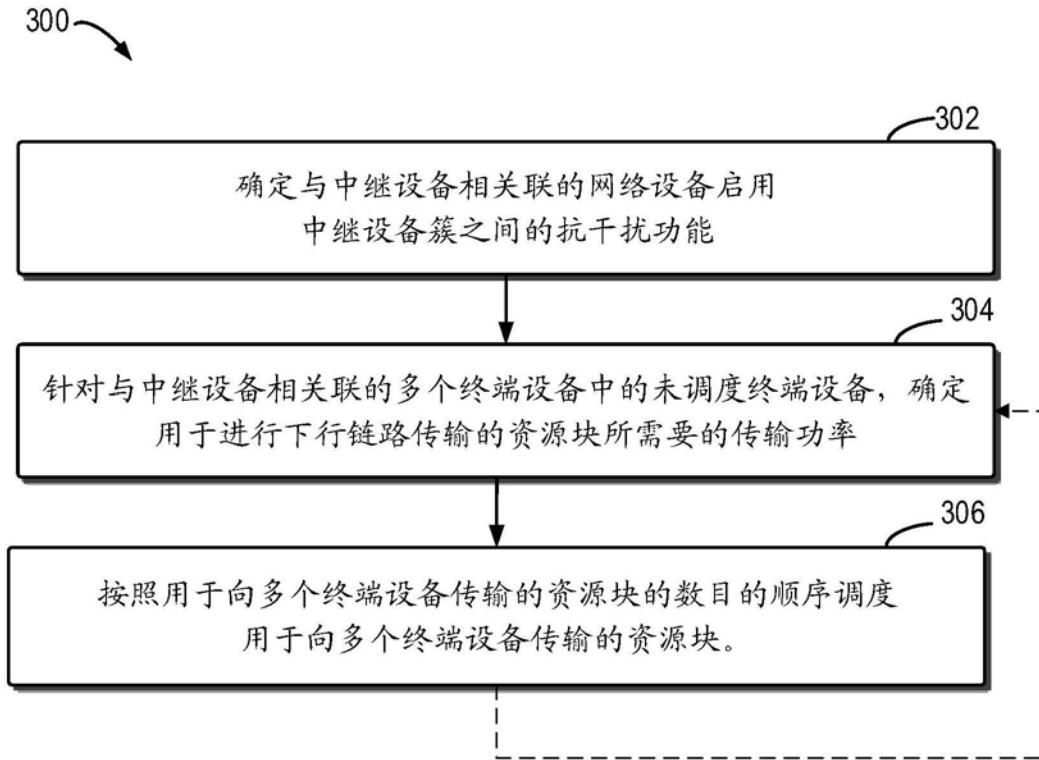 300
302
确定与中继设备相关联的网络设备启用
中继设备簇之间的抗干扰功能
304
针对与中继设备相关联的多个终端设备中的未调度终端设备，确定
用于进行下行链路传输的资源块所需要的传输功率
306
按照用于向多个终端设备传输的资源块的数目的顺序调度
用于向多个终端设备传输的资源块。